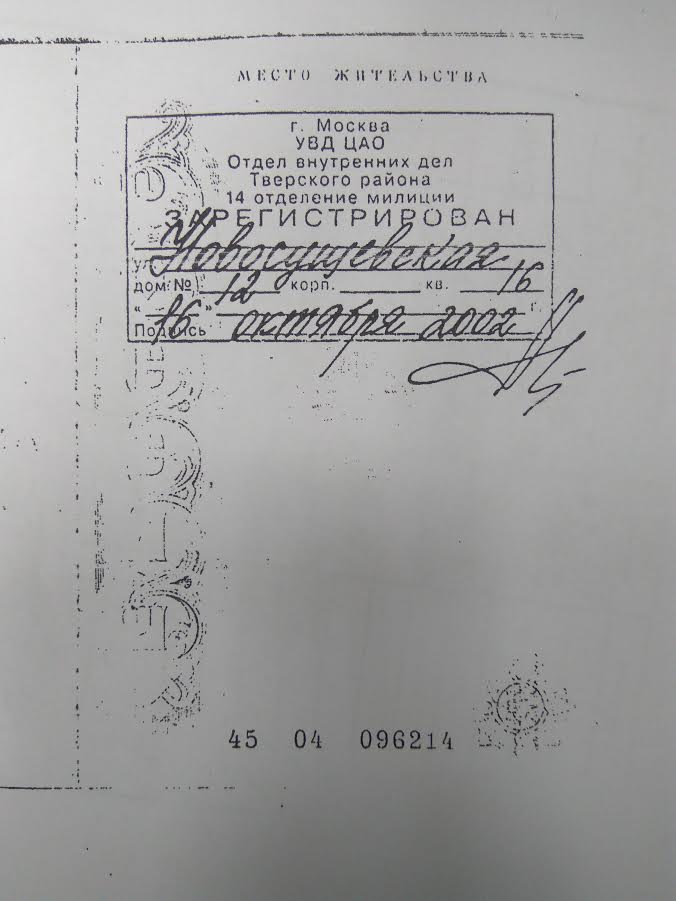 МЕСТО ЖИТЕЛЬСТВА
г. Москва
УВД ЦАО
Отдел внутренних дел
Тверского района
14 отделение милиции
ЗАРЕГИСТРИРОВАН
ул. Новосущевская
дом № 12 корп. кв. 16
" 16 " октября 2002 г.
Подпись
45 04 096214